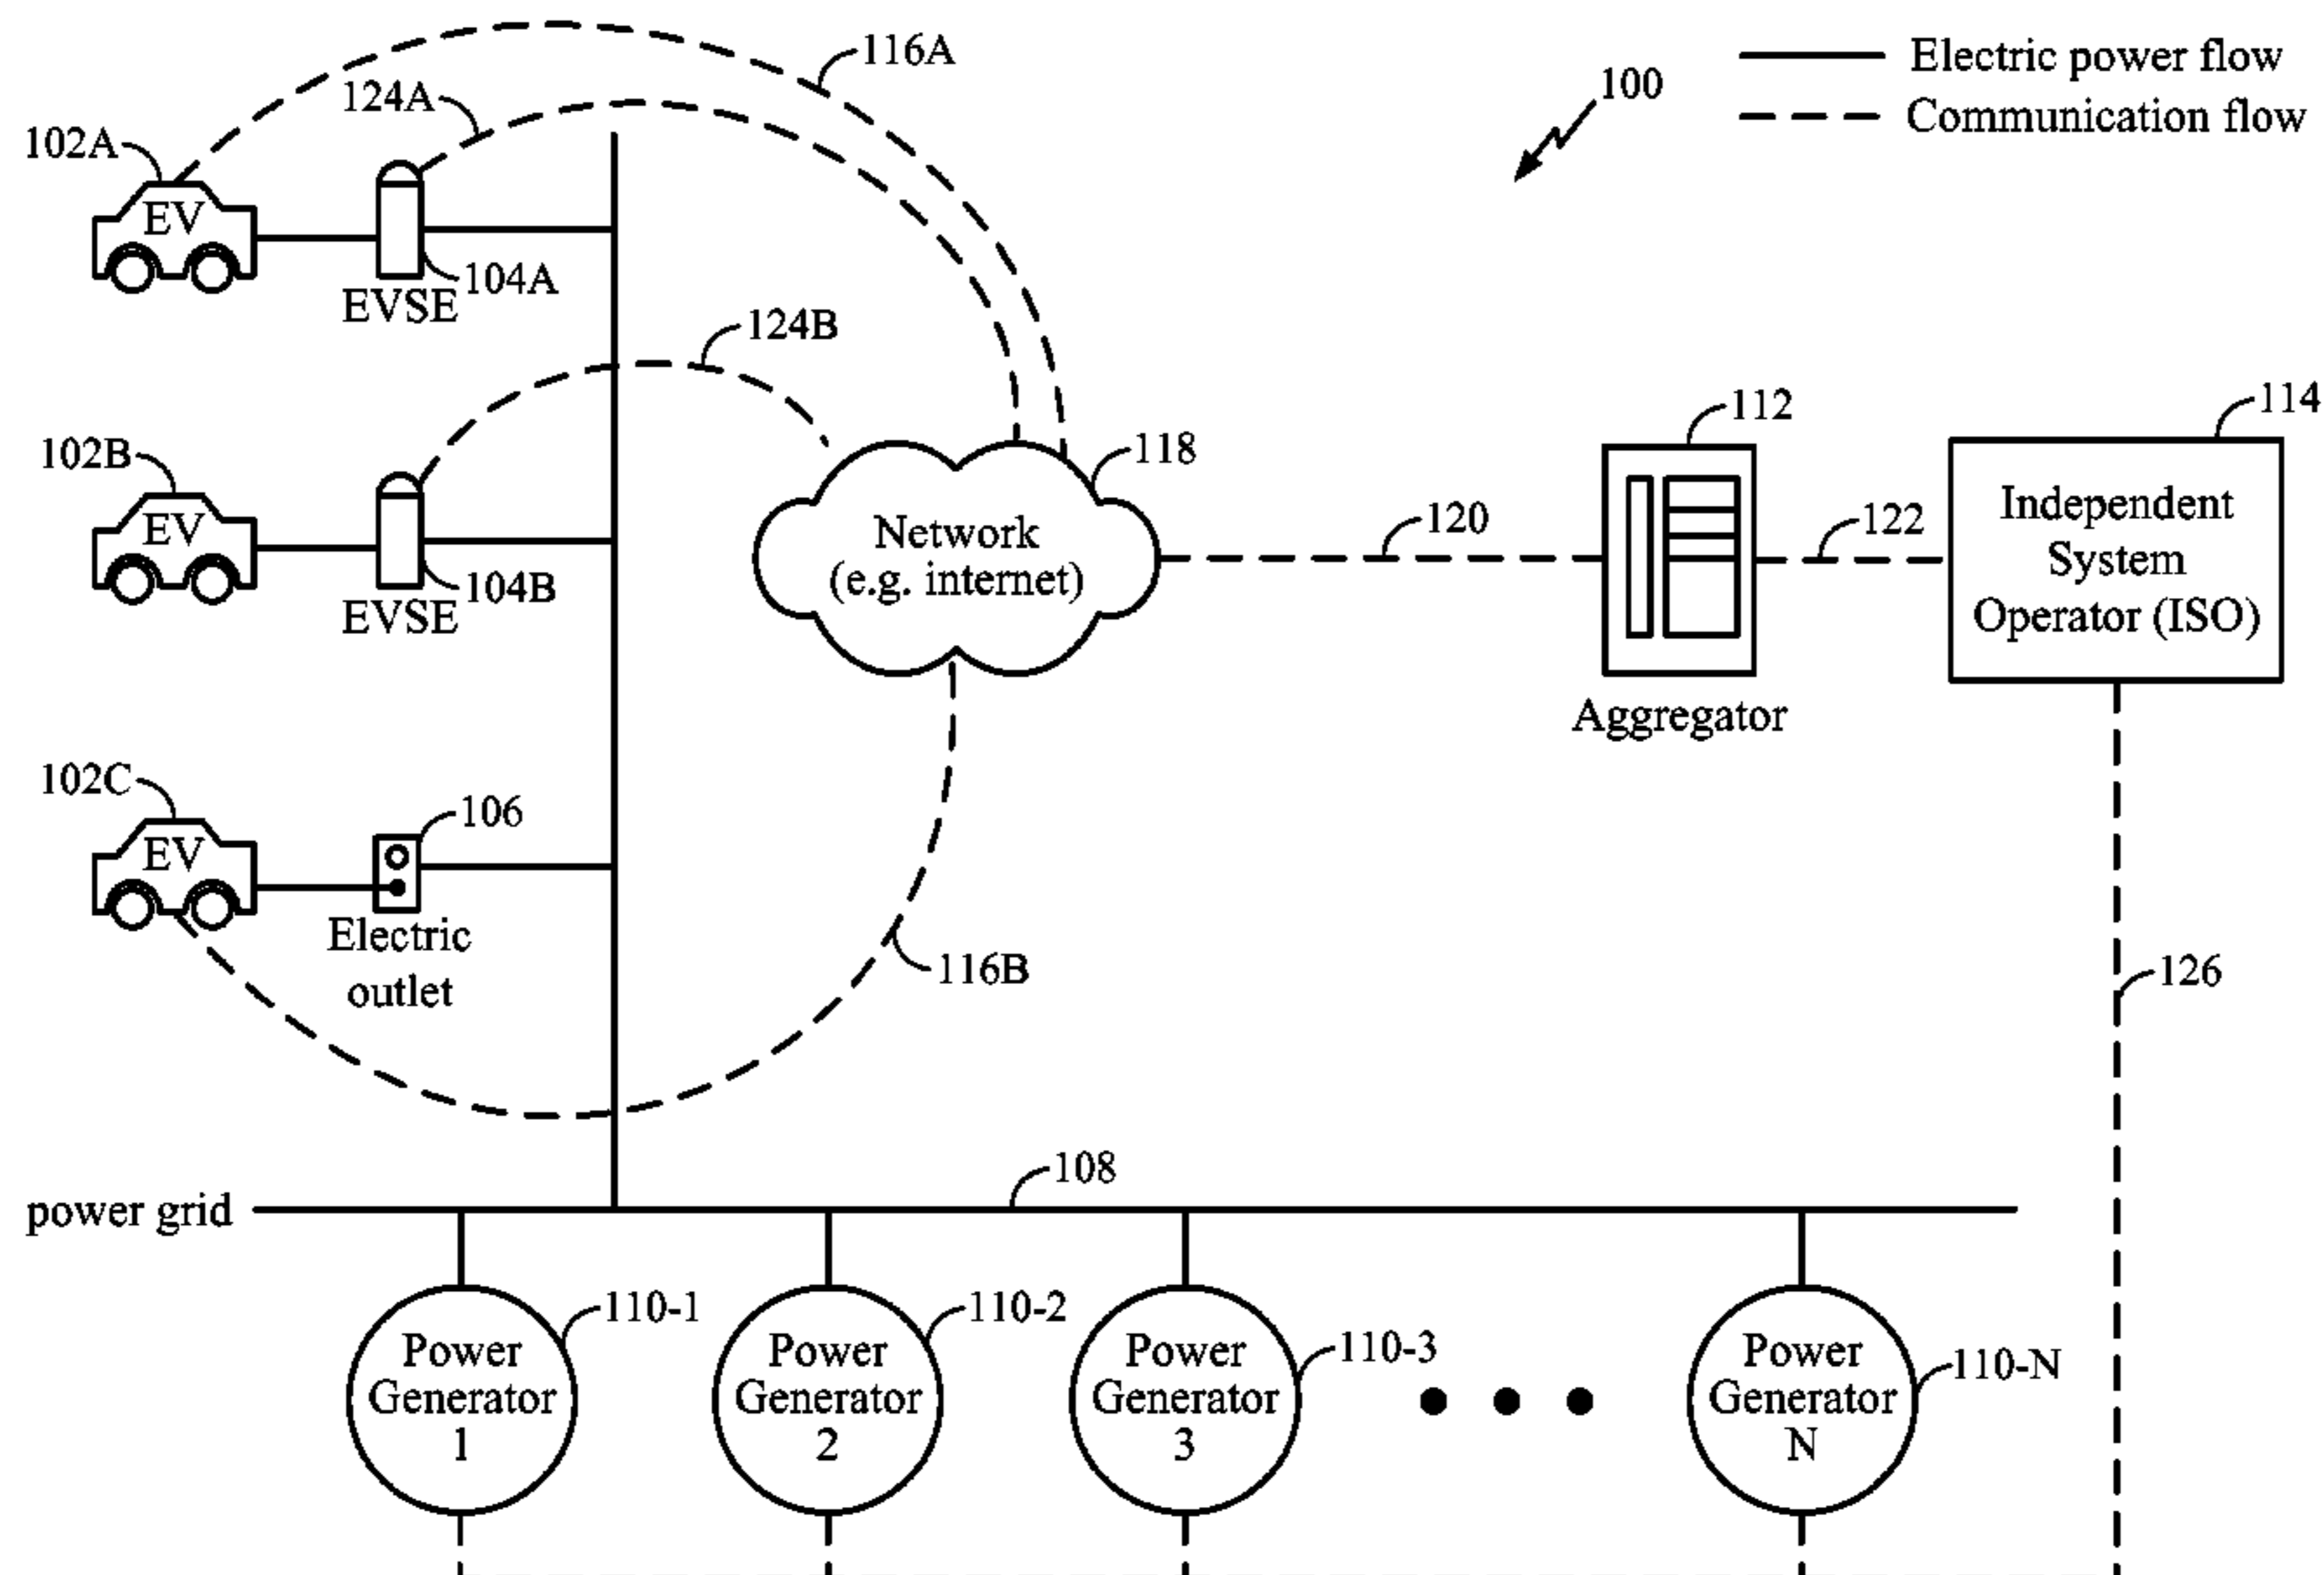 116A
Electric power flow
100
124A
Communication flow
102A
EV
104A
EVSE
124B
112
114
102B
118
EV
Network
(e.g. internet)
120
122
Independent
System
Operator (ISO)
104B
EVSE
Aggregator
102C
106
EV
Electric
outlet
116B
126
108
power grid
110-1
110-2
110-3
110-N
Power
Generator
1
Power
Generator
2
Power
Generator
3
Power
Generator
N